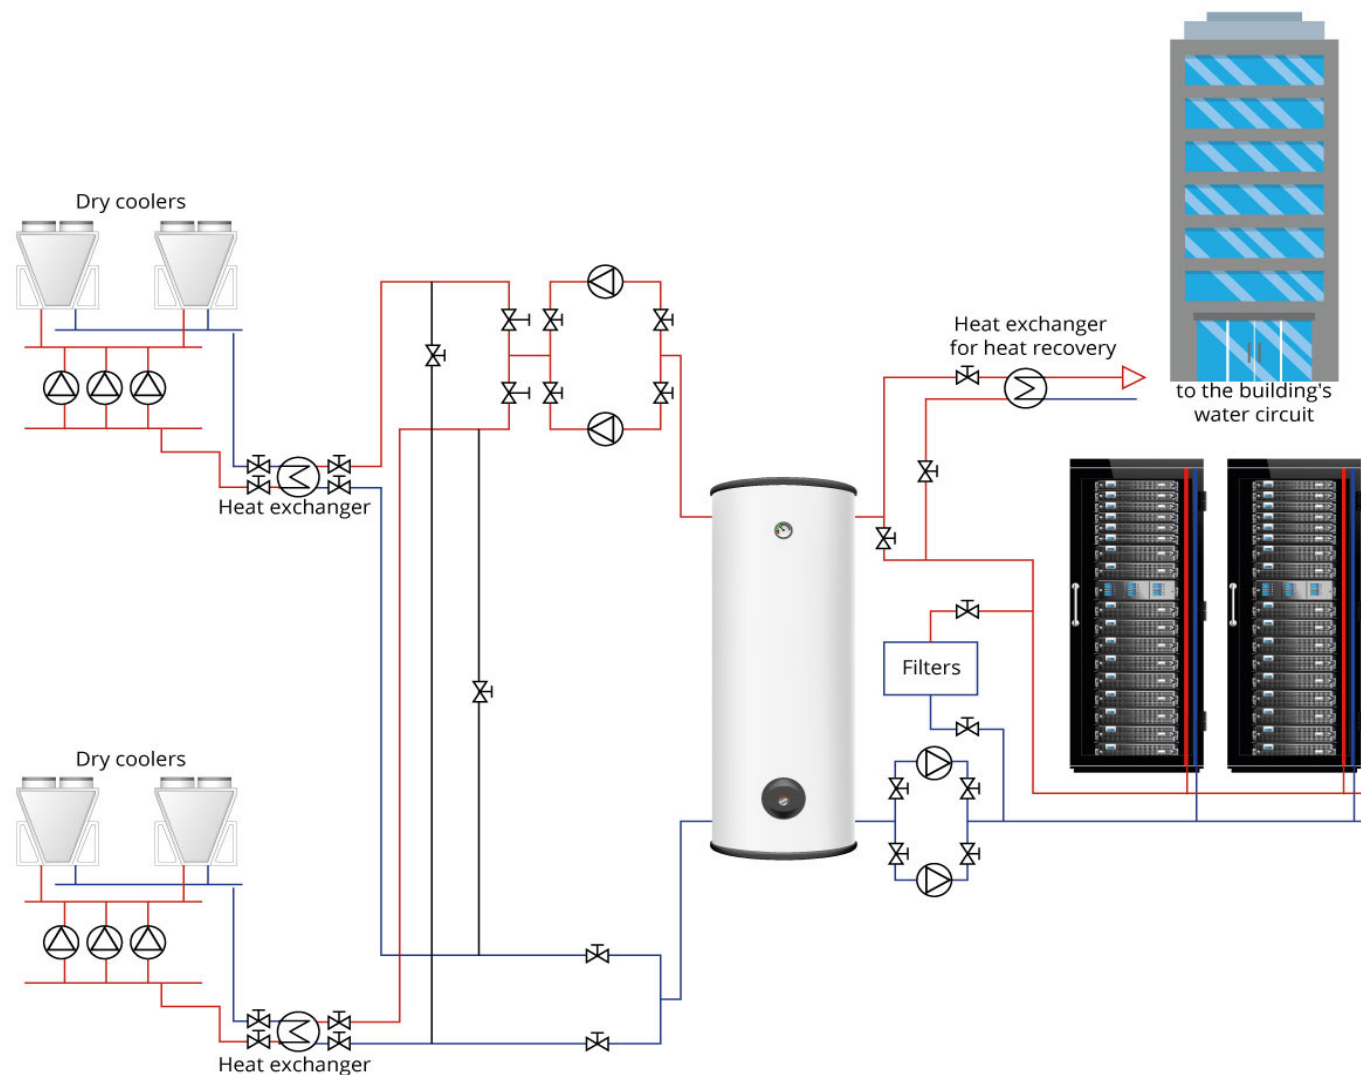 Dry coolers
Heat exchanger
for heat recovery
to the building's
water circuit
Heat exchanger
Filters
Dry coolers
Heat exchanger